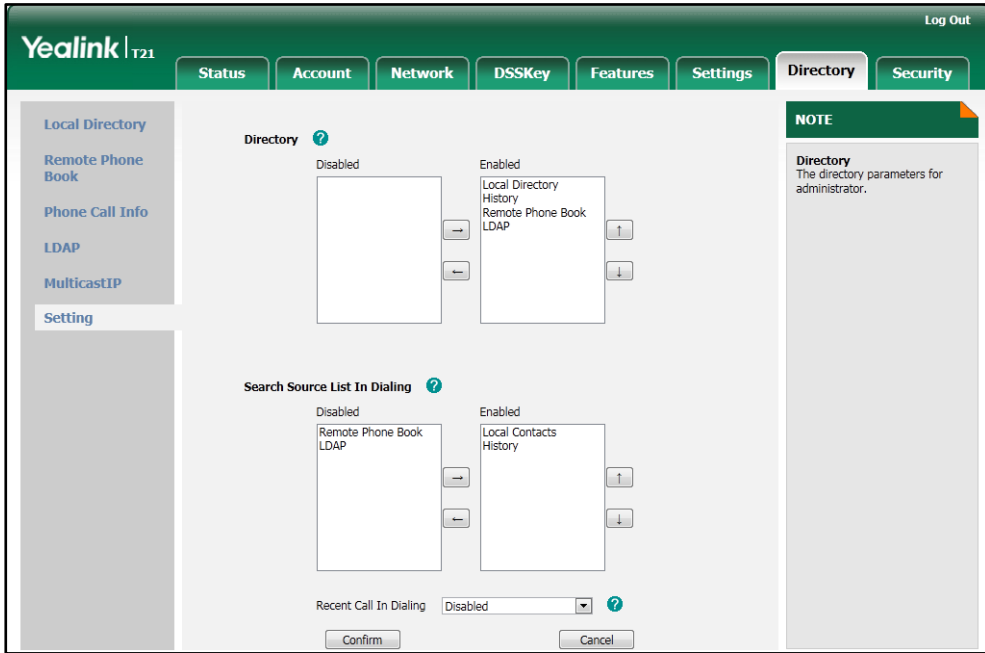 Log Out
Yealink | T21
Status Account Network DSSKey Features Settings Directory Security
Local Directory
Remote Phone
Book
Phone Call Info
LDAP
MulticastIP
Setting
Directory ?
Disabled Enabled
Local Directory
History
Remote Phone Book
LDAP
→ ↑
← ↓
Search Source List In Dialing ?
Disabled Enabled
Remote Phone Book Local Contacts
LDAP History
→ ↑
← ↓
Recent Call In Dialing Disabled ?
Confirm Cancel
NOTE
Directory
The directory parameters for
administrator.